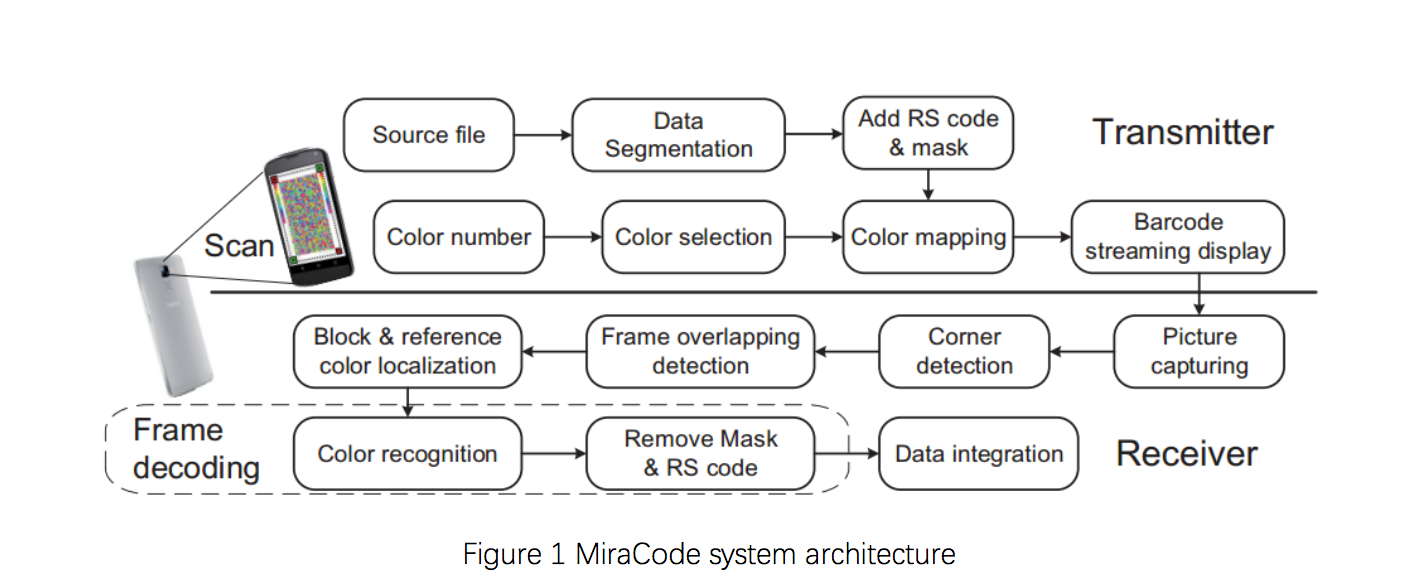 Source file
Data
Segmentation
Add RS code
& mask
Transmitter
Scan
Color number
Color selection
Color mapping
Barcode
streaming display
Block & reference
color localization
Frame overlapping
detection
Corner
detection
Picture
capturing
Frame
decoding
Color recognition
Remove Mask
& RS code
Data integration
Receiver
Figure 1 MiraCode system architecture